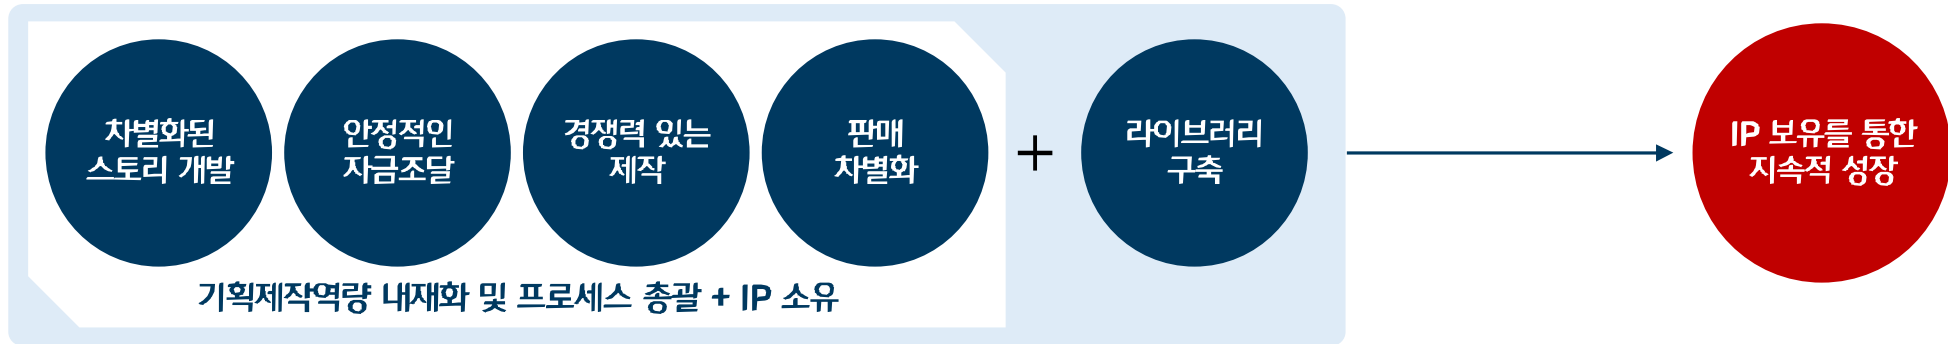 차별화된
스토리 개발
안정적인
자금조달
경쟁력 있는
제작
판매
차별화
+
라이브러리
구축
IP 보유를 통한
지속적 성장
기획제작역량 내재화 및 프로세스 총괄 + IP 소유